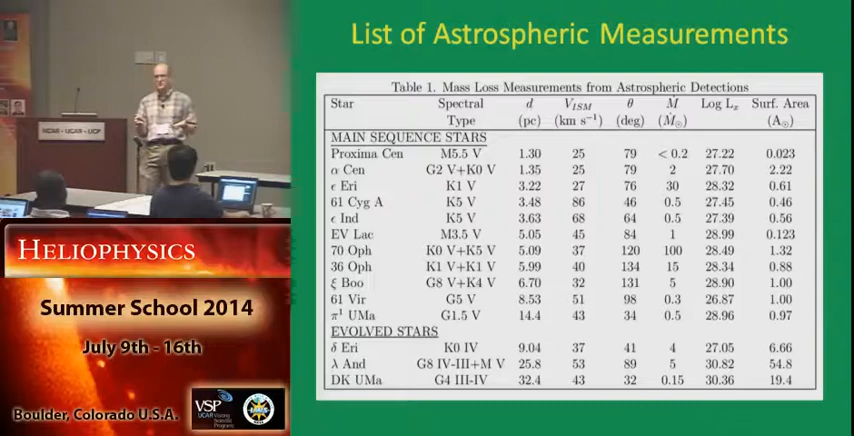 List of Astrospheric Measurements
Table 1. Mass Loss Measurements from Astrospheric Detections
Star Spectral Type d (pc) V_ISM (km s⁻¹) θ (deg) Ṁ (Ṁ⊙) Log Lₓ Surf. Area (A⊙)
MAIN SEQUENCE STARS
Proxima Cen M5.5 V 1.30 25 79 < 0.2 27.22 0.023
α Cen G2 V+K0 V 1.35 25 79 2 27.70 2.22
ϵ Eri K1 V 3.22 27 76 30 28.32 0.61
61 Cyg A K5 V 3.48 86 46 0.5 27.45 0.46
ϵ Ind K5 V 3.63 68 64 0.5 27.39 0.56
EV Lac M3.5 V 5.05 45 84 1 28.99 0.123
70 Oph K0 V+K5 V 5.09 37 120 100 28.49 1.32
36 Oph K1 V+K1 V 5.99 40 134 15 28.34 0.88
ξ Boo G8 V+K4 V 6.70 32 131 5 28.90 1.00
61 Vir G5 V 8.53 51 98 0.3 26.87 1.00
π¹ UMa G1.5 V 14.4 43 34 0.5 28.96 0.97
EVOLVED STARS
δ Eri K0 IV 9.04 37 41 4 27.05 6.66
λ And G8 IV-III+M V 25.8 53 89 5 30.82 54.8
DK UMa G4 III-IV 32.4 43 32 0.15 30.36 19.4
HELIOPHYSICS
Summer School 2014
July 9th - 16th
Boulder, Colorado U.S.A.
VSP
UCAR Visiting
Scientist
Programs